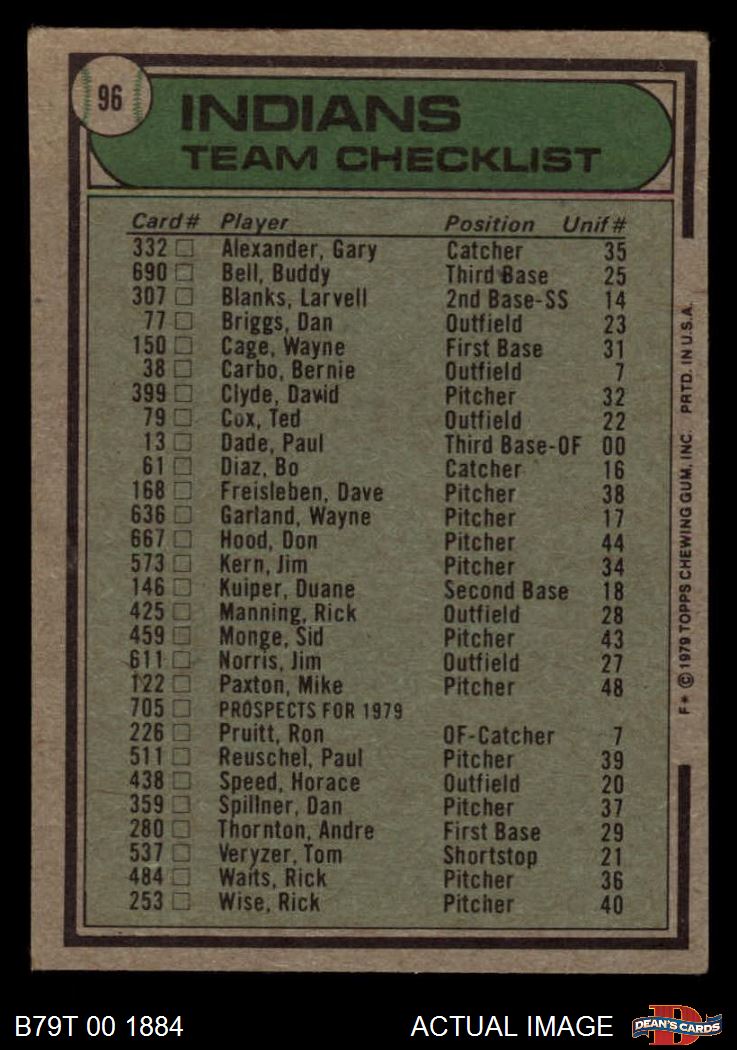 96
INDIANS
TEAM CHECKLIST
Card# Player Position Unif#
332 Alexander, Gary Catcher 35
690 Bell, Buddy Third Base 25
307 Blanks, Larvell 2nd Base-SS 14
77 Briggs, Dan Outfield 23
150 Cage, Wayne First Base 31
38 Carbo, Bernie Outfield 7
399 Clyde, David Pitcher 32
79 Cox, Ted Outfield 22
13 Dade, Paul Third Base-OF 00
61 Diaz, Bo Catcher 16
168 Freisleben, Dave Pitcher 38
636 Garland, Wayne Pitcher 17
667 Hood, Don Pitcher 44
573 Kern, Jim Pitcher 34
146 Kuiper, Duane Second Base 18
425 Manning, Rick Outfield 28
459 Monge, Sid Pitcher 43
611 Norris, Jim Outfield 27
122 Paxton, Mike Pitcher 48
705 PROSPECTS FOR 1979
226 Pruitt, Ron OF-Catcher 7
511 Reuschel, Paul Pitcher 39
438 Speed, Horace Outfield 20
359 Spillner, Dan Pitcher 37
280 Thornton, Andre First Base 29
537 Veryzer, Tom Shortstop 21
484 Waits, Rick Pitcher 36
253 Wise, Rick Pitcher 40
F* © 1979 TOPPS CHEWING GUM, INC. PRTD. IN U.S.A.
B79T 00 1884 ACTUAL IMAGE D DEAN'S CARDS